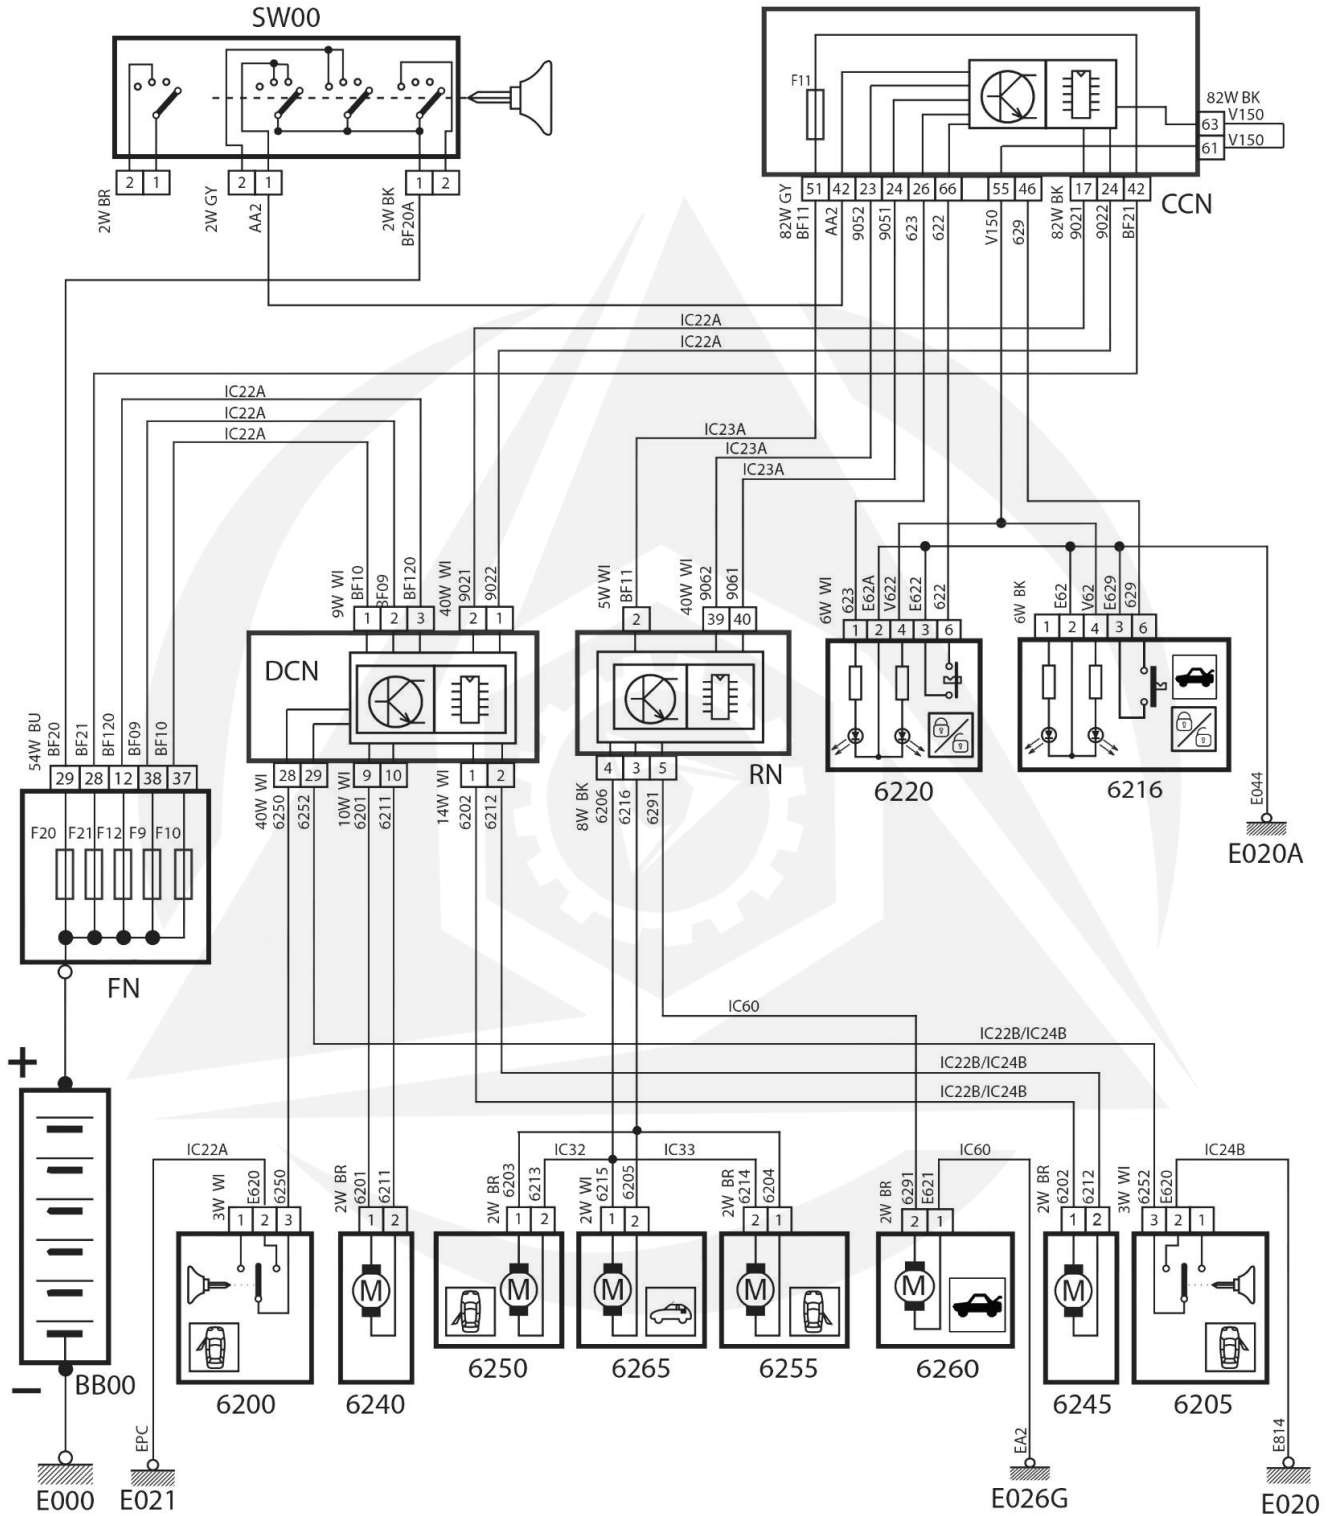 SW00
2 1
2W BR
2 1
2W GY
AA2
1 2
2W BK
BF20A
F11
82W BK
63 V150
61 V150
51 42 23 24 26 66 55 46 17 24 42
CCN
82W GY
BF11
AA2
9052
9051
623
622
V150
629
82W BK
9021
9022
BF21
IC22A
IC22A
IC22A
IC22A
IC22A
IC23A
IC23A
IC23A
9W WI
BF10
BF09
BF120
40W WI
9021
9022
1 2 3 2 1
DCN
28 29 9 10 1 2
40W WI
6250
6252
10W WI
6201
6211
14W WI
6202
6212
5W WI
BF11
40W WI
9062
9061
2 39 40
RN
4 3 5
8W BK
6206
6216
6291
6W WI
623
E62A
V622
E622
622
1 2 4 3 6
6220
6W BK
E62
V62
E629
629
1 2 4 3 6
6216
E044
E020A
54W BU
BF20
BF21
BF120
BF09
BF10
29 28 12 38 37
F20 F21 F12 F9 F10
FN
+
−
BB00
E000
IC60
IC22B/IC24B
IC22B/IC24B
IC22B/IC24B
IC22A
3W WI
E620
6250
1 2 3
6200
EPC
E021
2W BR
6201
6211
1 2
M
6240
IC32
IC33
2W BR
6203
6213
1 2
M
6250
2W WI
6215
6205
1 2
M
6265
2W BR
6214
6204
2 1
M
6255
IC60
2W BR
6291
E621
2 1
M
6260
EA2
E026G
2W BR
6202
6212
1 2
M
6245
IC24B
3W WI
6252
E620
3 2 1
6205
E814
E020